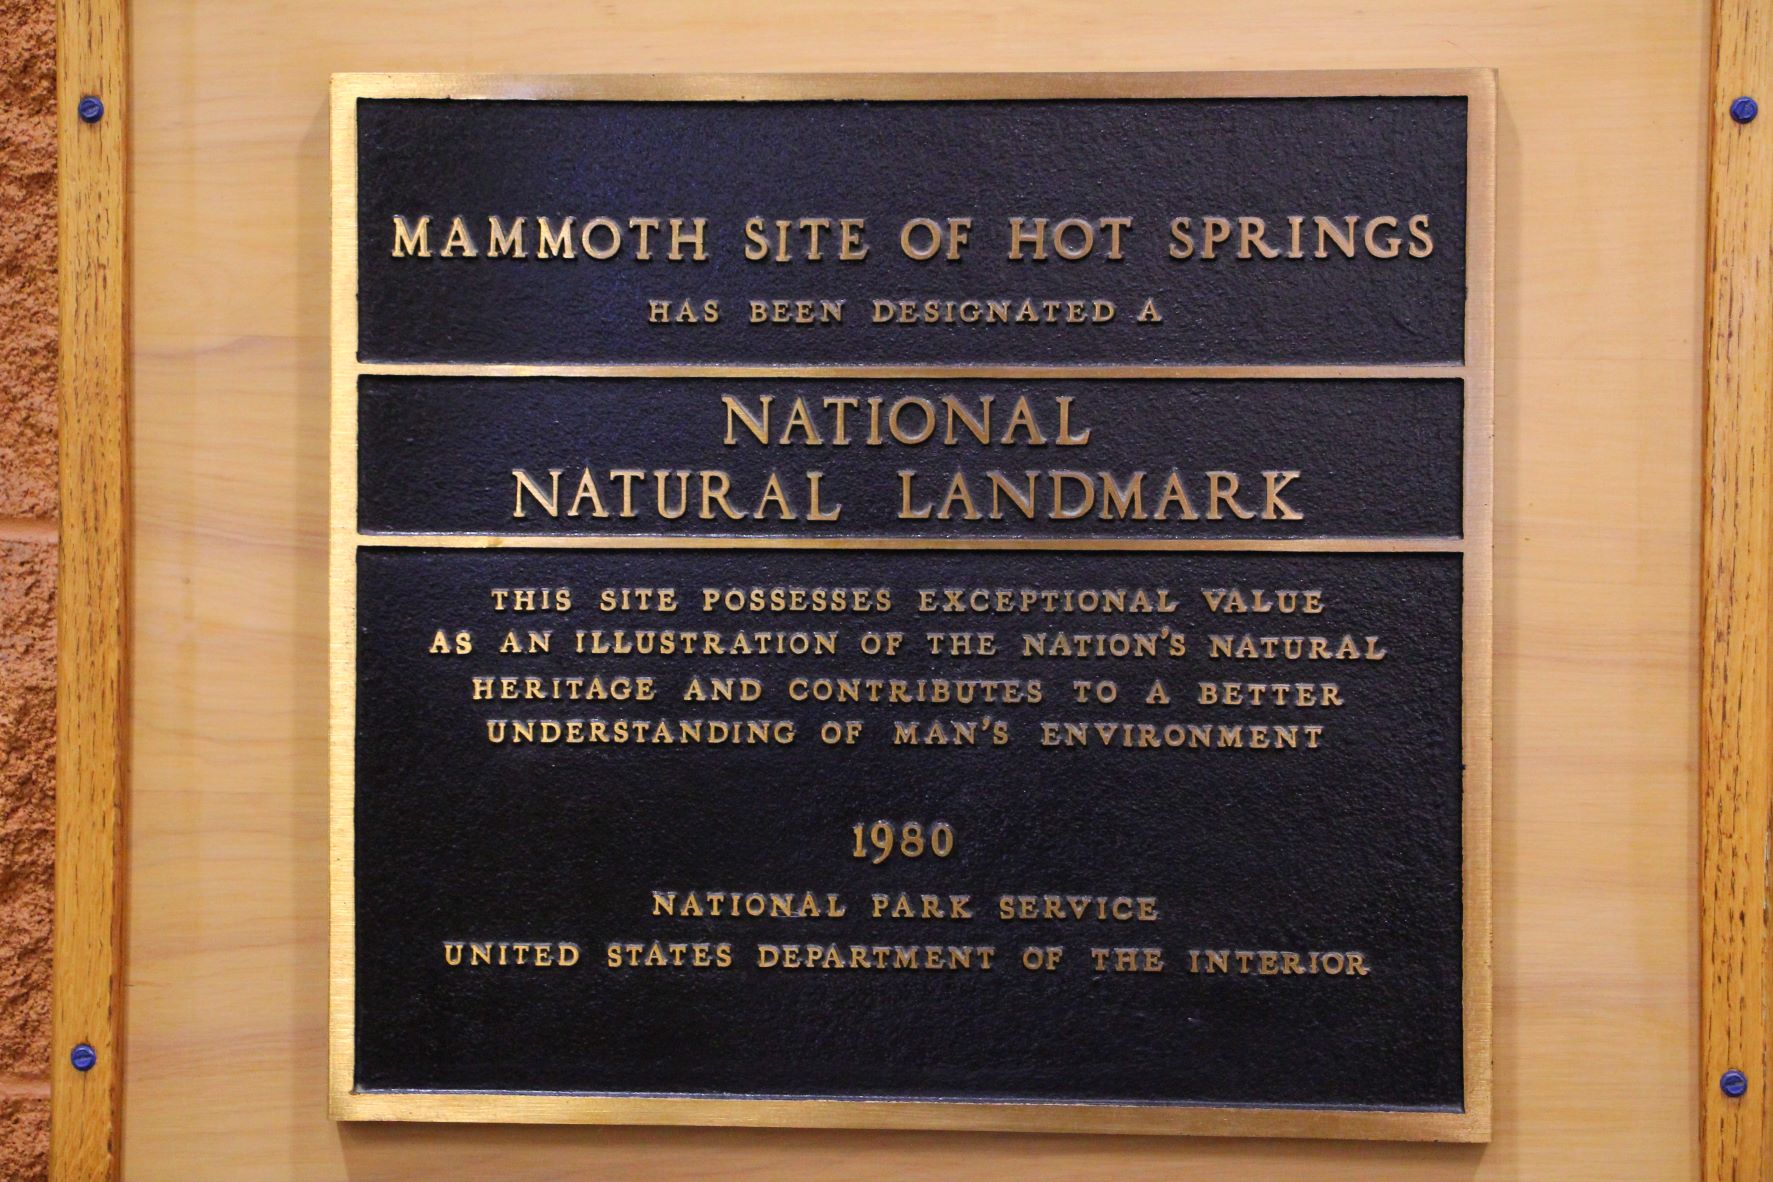 MAMMOTH SITE OF HOT SPRINGS
HAS BEEN DESIGNATED A
NATIONAL
NATURAL LANDMARK
THIS SITE POSSESSES EXCEPTIONAL VALUE
AS AN ILLUSTRATION OF THE NATION'S NATURAL
HERITAGE AND CONTRIBUTES TO A BETTER
UNDERSTANDING OF MAN'S ENVIRONMENT
1980
NATIONAL PARK SERVICE
UNITED STATES DEPARTMENT OF THE INTERIOR